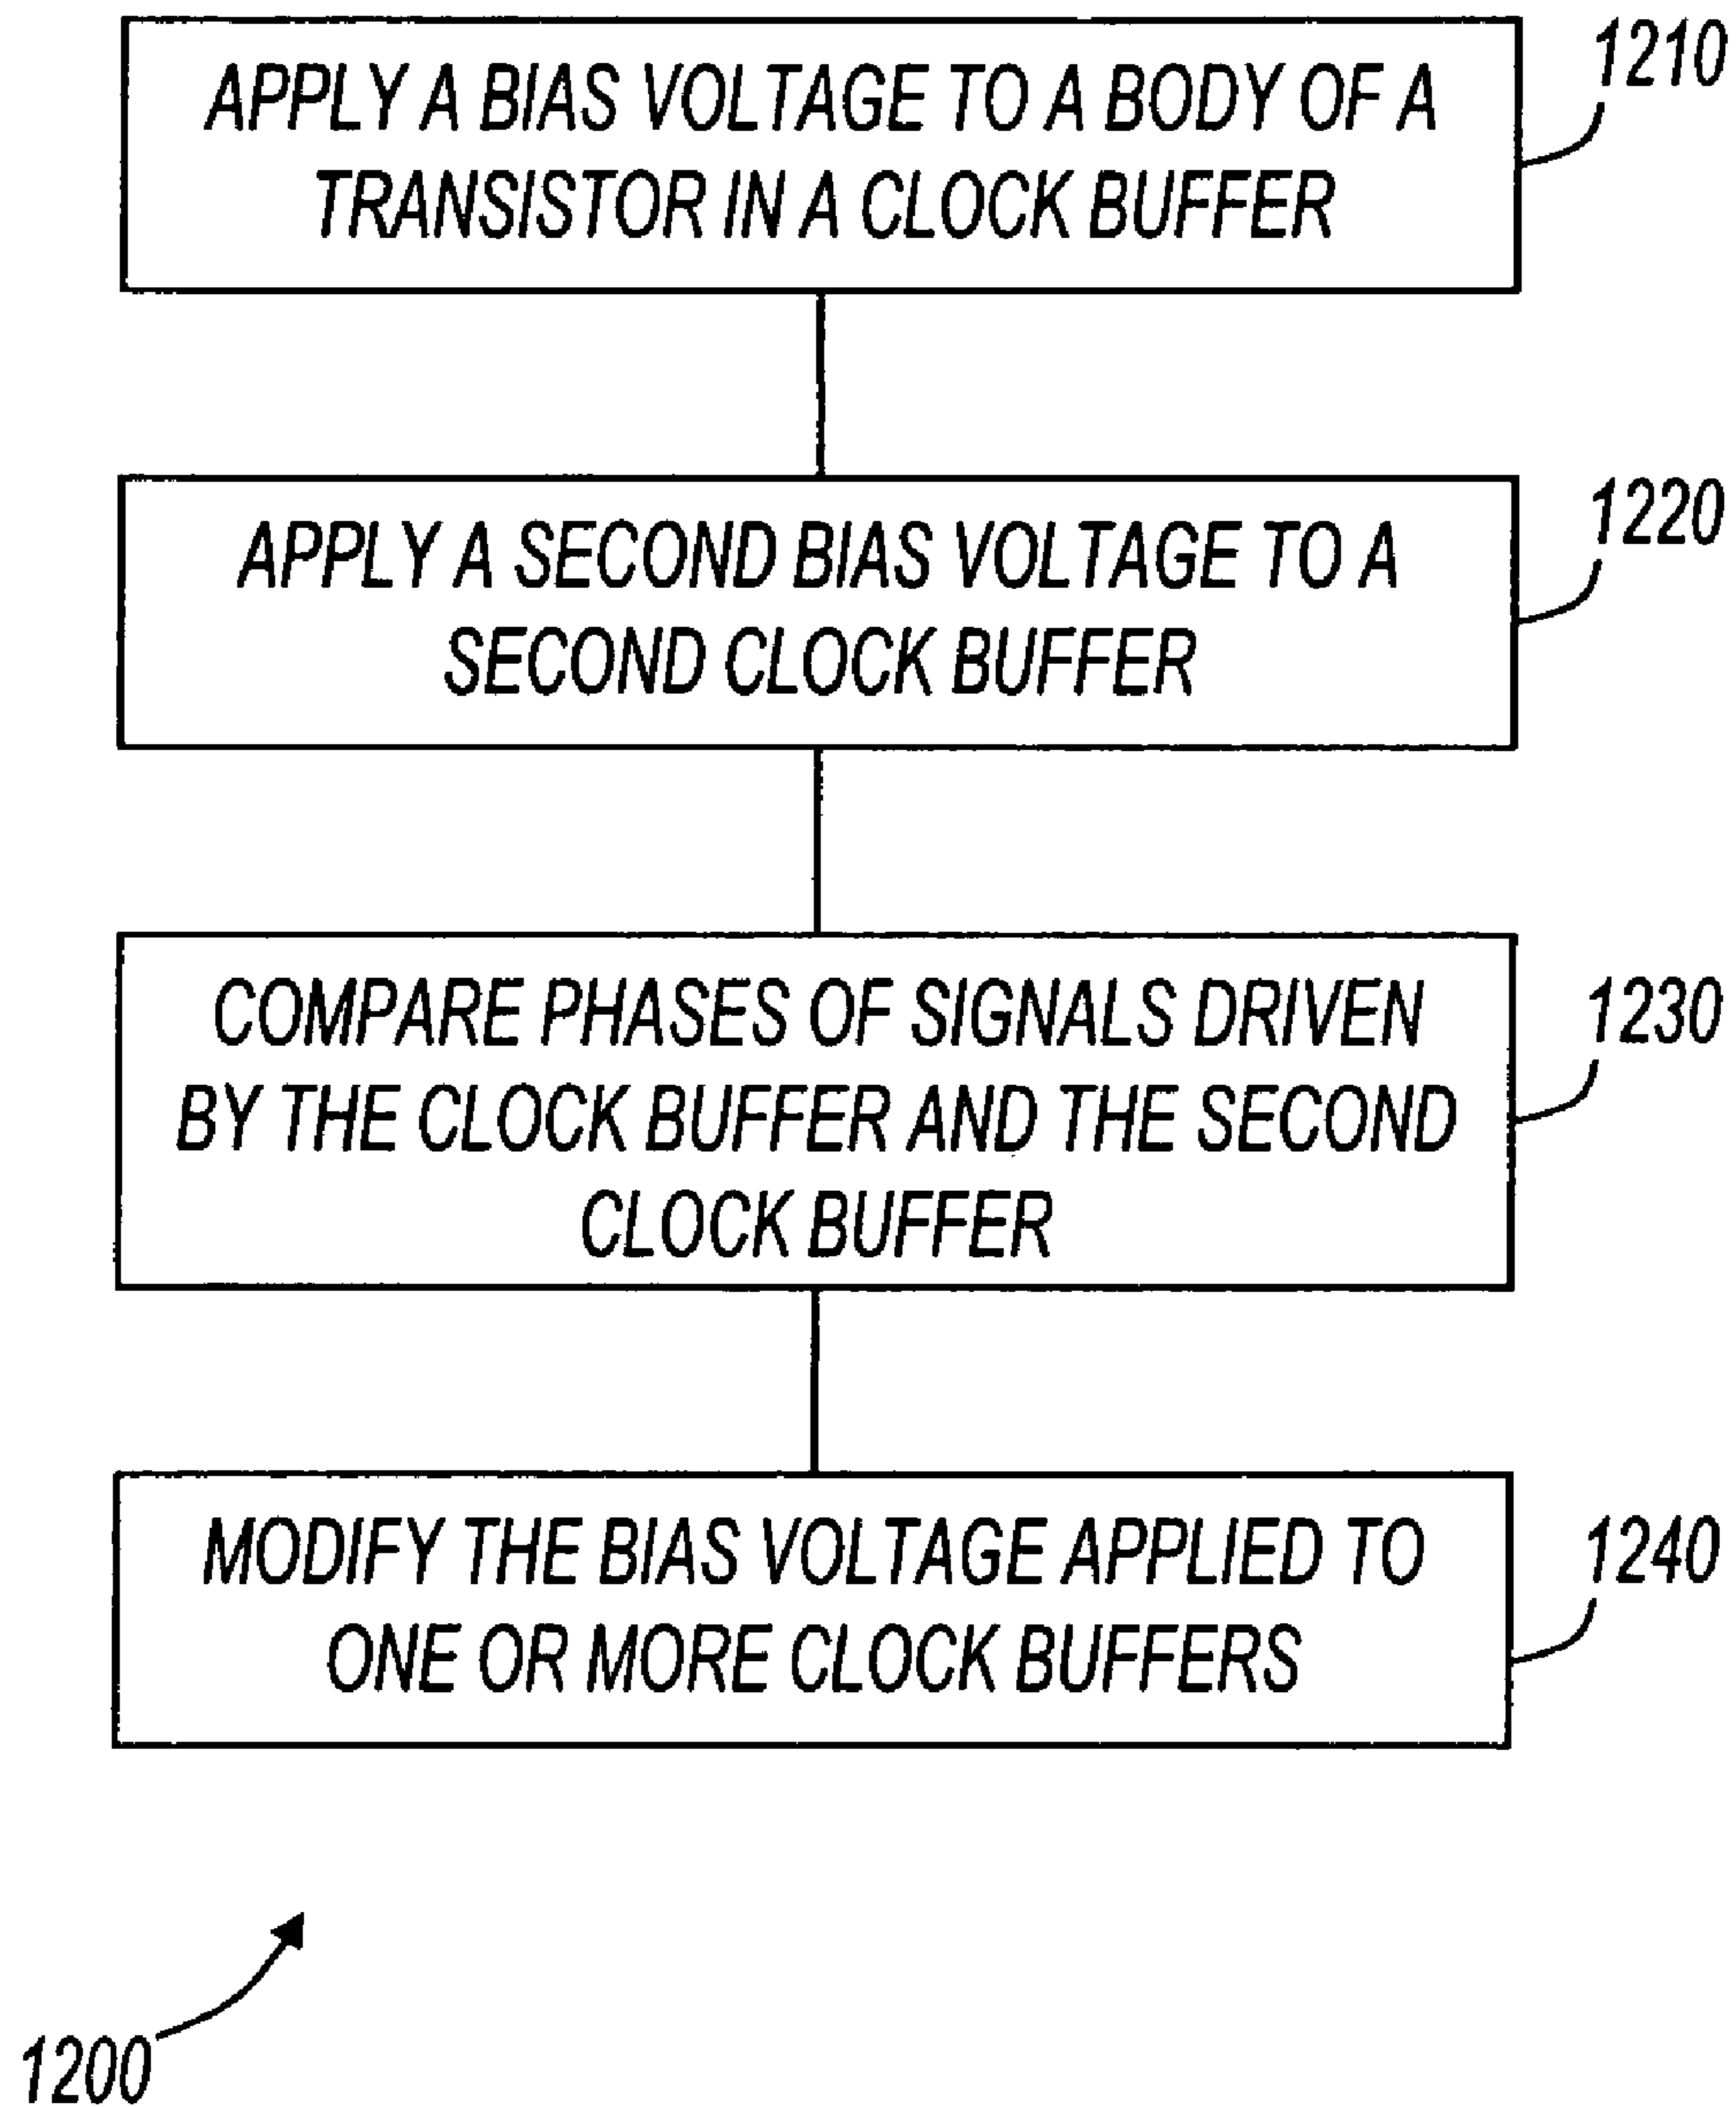 APPLY A BIAS VOLTAGE TO A BODY OF A
TRANSISTOR IN A CLOCK BUFFER
1210
APPLY A SECOND BIAS VOLTAGE TO A
SECOND CLOCK BUFFER
1220
COMPARE PHASES OF SIGNALS DRIVEN
BY THE CLOCK BUFFER AND THE SECOND
CLOCK BUFFER
1230
MODIFY THE BIAS VOLTAGE APPLIED TO
ONE OR MORE CLOCK BUFFERS
1240
1200